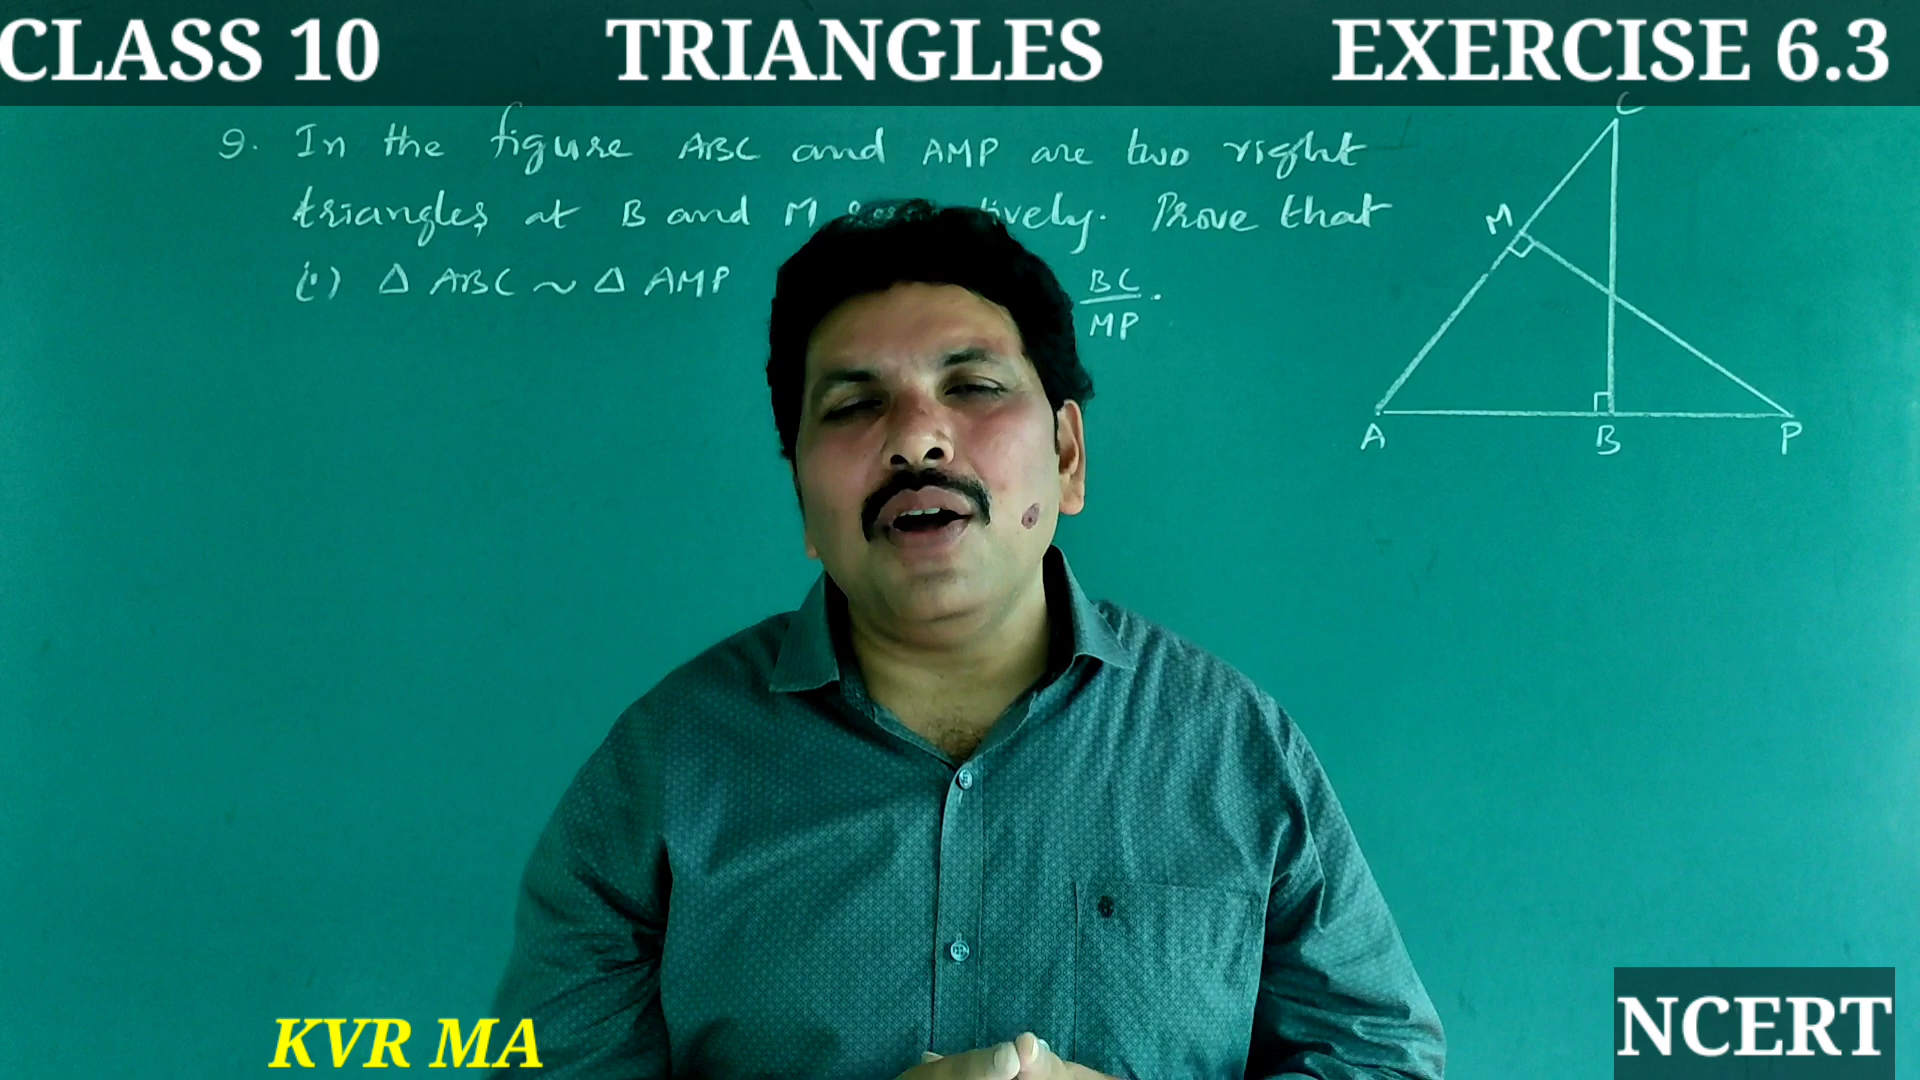 CLASS 10 TRIANGLES EXERCISE 6.3
9. In the figure ABC and AMP are two right
triangles at B and M Prove that
(i) Δ ABC ~ Δ AMP BC
MP .
C
M
A B P
KVR MA
NCERT